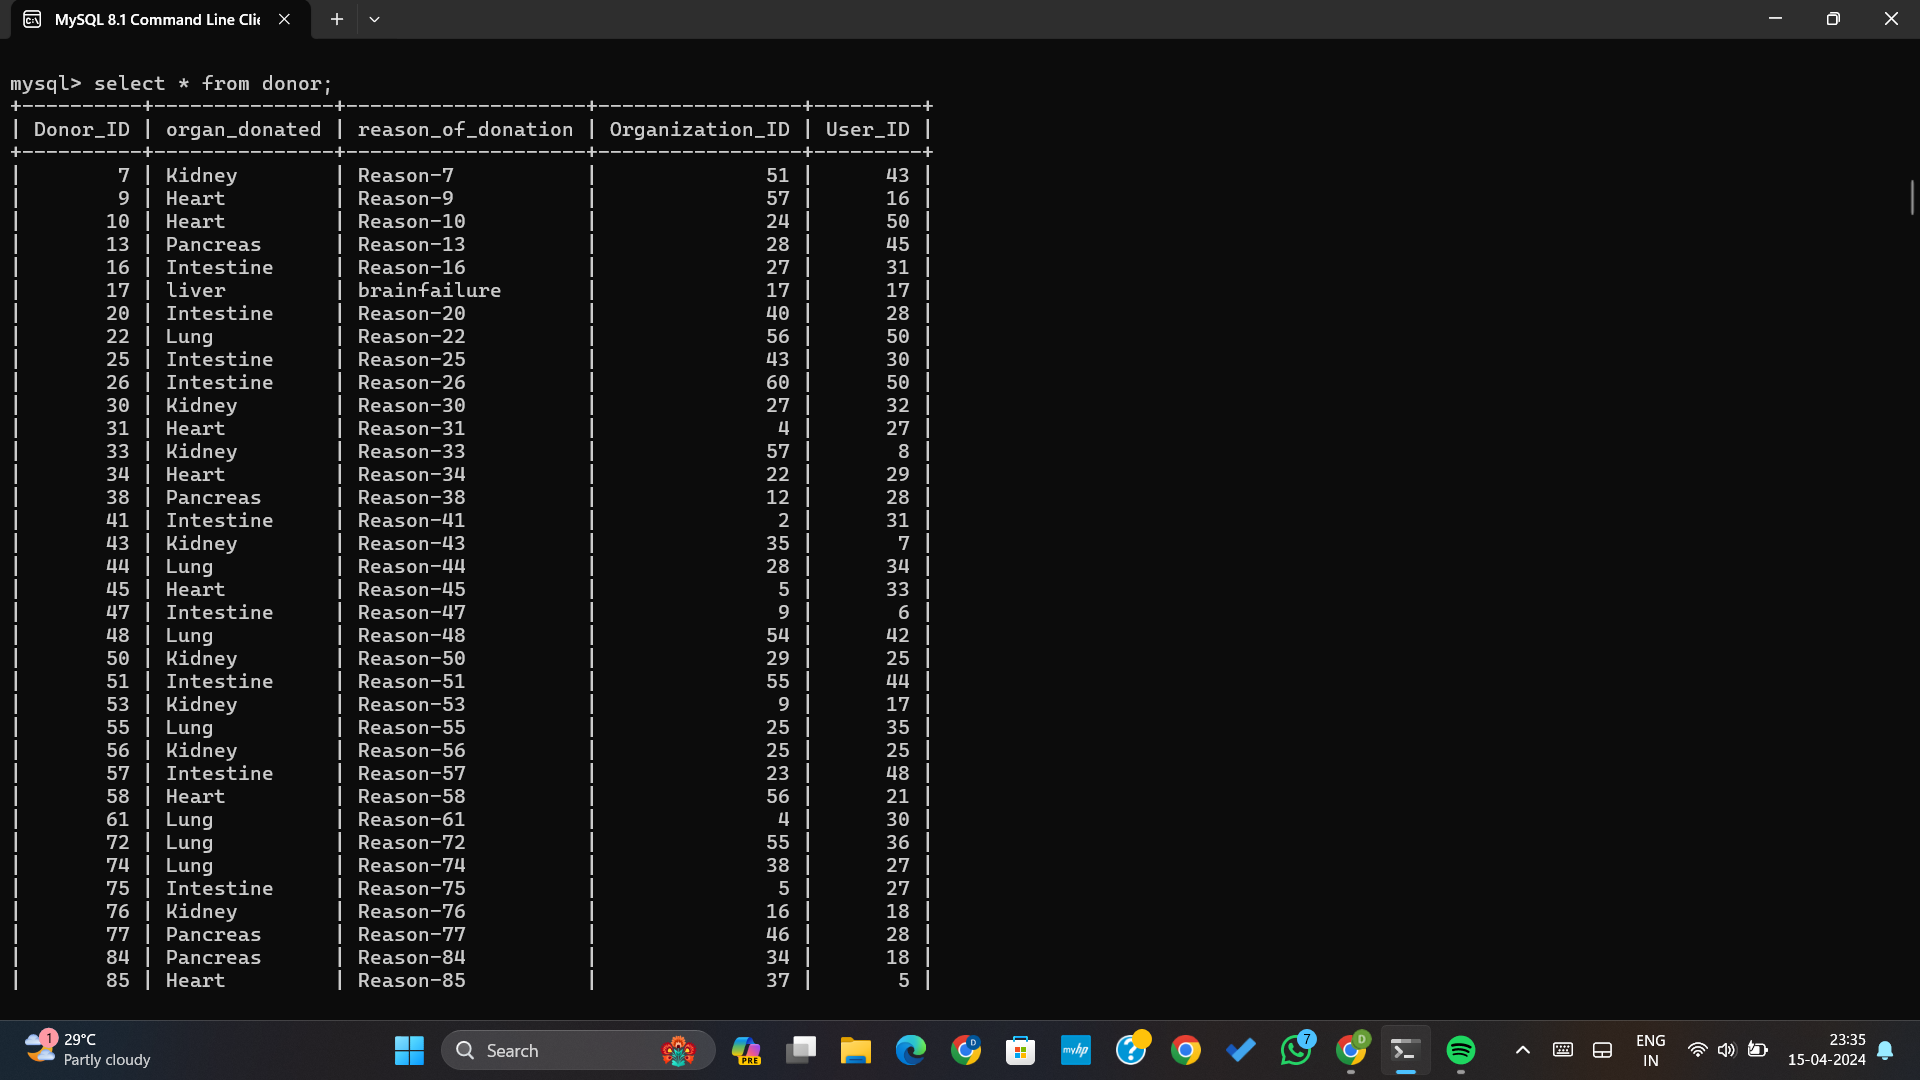 MySQL 8.1 Command Line Clie
mysql> select * from donor;
+----------+---------------+--------------------+-----------------+---------+
| Donor_ID | organ_donated | reason_of_donation | Organization_ID | User_ID |
+----------+---------------+--------------------+-----------------+---------+
| 7 | Kidney | Reason-7 | 51 | 43 |
| 9 | Heart | Reason-9 | 57 | 16 |
| 10 | Heart | Reason-10 | 24 | 50 |
| 13 | Pancreas | Reason-13 | 28 | 45 |
| 16 | Intestine | Reason-16 | 27 | 31 |
| 17 | liver | brainfailure | 17 | 17 |
| 20 | Intestine | Reason-20 | 40 | 28 |
| 22 | Lung | Reason-22 | 56 | 50 |
| 25 | Intestine | Reason-25 | 43 | 30 |
| 26 | Intestine | Reason-26 | 60 | 50 |
| 30 | Kidney | Reason-30 | 27 | 32 |
| 31 | Heart | Reason-31 | 4 | 27 |
| 33 | Kidney | Reason-33 | 57 | 8 |
| 34 | Heart | Reason-34 | 22 | 29 |
| 38 | Pancreas | Reason-38 | 12 | 28 |
| 41 | Intestine | Reason-41 | 2 | 31 |
| 43 | Kidney | Reason-43 | 35 | 7 |
| 44 | Lung | Reason-44 | 28 | 34 |
| 45 | Heart | Reason-45 | 5 | 33 |
| 47 | Intestine | Reason-47 | 9 | 6 |
| 48 | Lung | Reason-48 | 54 | 42 |
| 50 | Kidney | Reason-50 | 29 | 25 |
| 51 | Intestine | Reason-51 | 55 | 44 |
| 53 | Kidney | Reason-53 | 9 | 17 |
| 55 | Lung | Reason-55 | 25 | 35 |
| 56 | Kidney | Reason-56 | 25 | 25 |
| 57 | Intestine | Reason-57 | 23 | 48 |
| 58 | Heart | Reason-58 | 56 | 21 |
| 61 | Lung | Reason-61 | 4 | 30 |
| 72 | Lung | Reason-72 | 55 | 36 |
| 74 | Lung | Reason-74 | 38 | 27 |
| 75 | Intestine | Reason-75 | 5 | 27 |
| 76 | Kidney | Reason-76 | 16 | 18 |
| 77 | Pancreas | Reason-77 | 46 | 28 |
| 84 | Pancreas | Reason-84 | 34 | 18 |
| 85 | Heart | Reason-85 | 37 | 5 |
1 29°C
Partly cloudy
Search
PRE
D
myhp
?
7
D
ENG
IN
23:35
15-04-2024